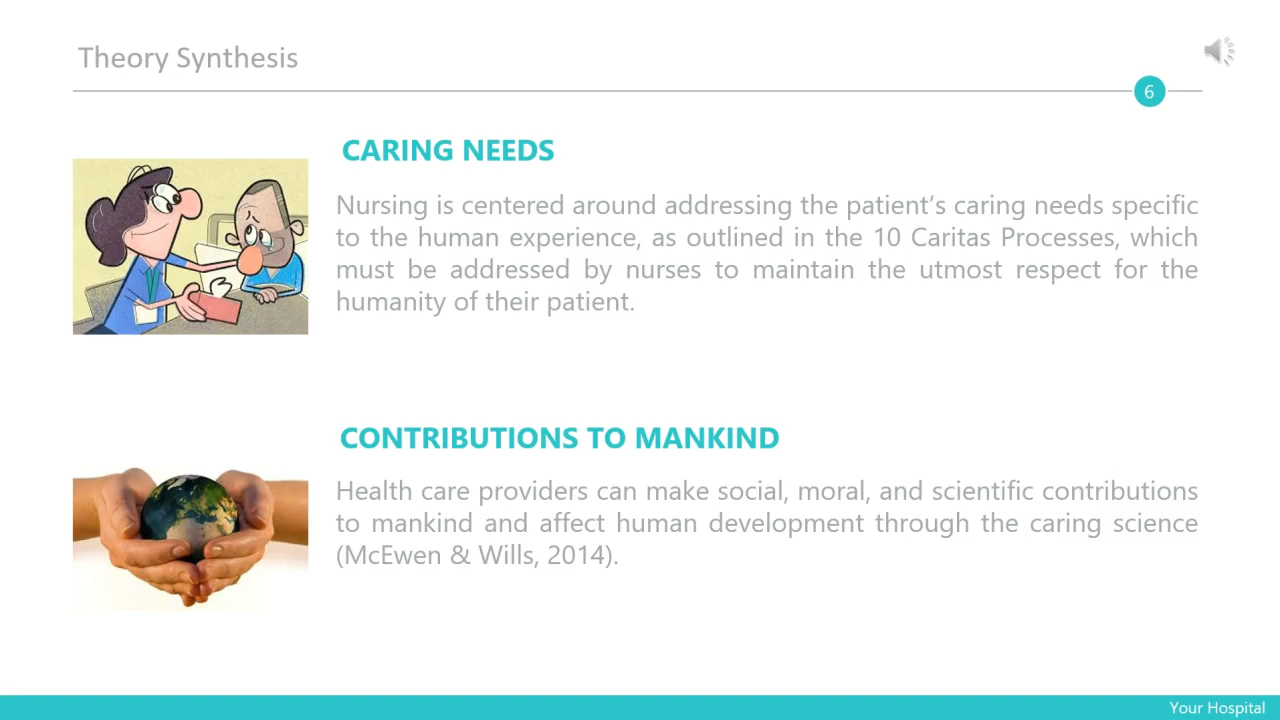 Theory Synthesis
6
CARING NEEDS
Nursing is centered around addressing the patient’s caring needs specific
to the human experience, as outlined in the 10 Caritas Processes, which
must be addressed by nurses to maintain the utmost respect for the
humanity of their patient.
CONTRIBUTIONS TO MANKIND
Health care providers can make social, moral, and scientific contributions
to mankind and affect human development through the caring science
(McEwen & Wills, 2014).
Your Hospital